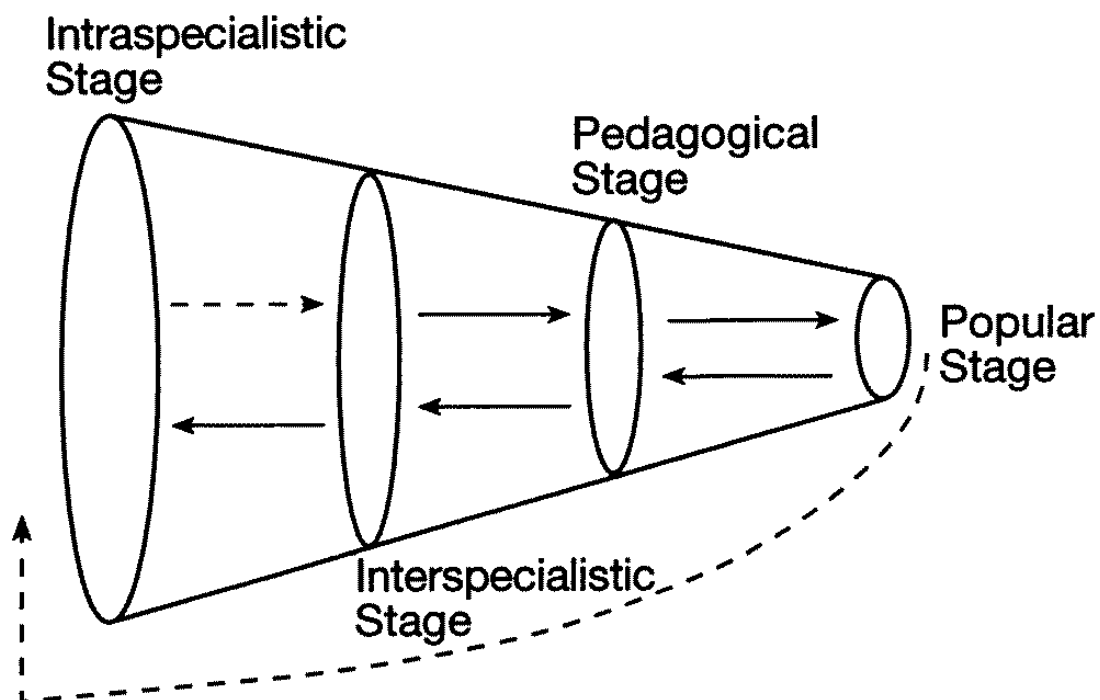 Intraspecialistic
Stage
Pedagogical
Stage
Popular
Stage
Interspecialistic
Stage